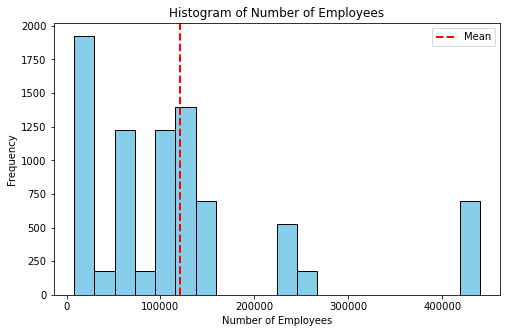 Histogram of Number of Employees
Mean
2000
1750
1500
1250
1000
750
500
250
0
Frequency
0 100000 200000 300000 400000
Number of Employees